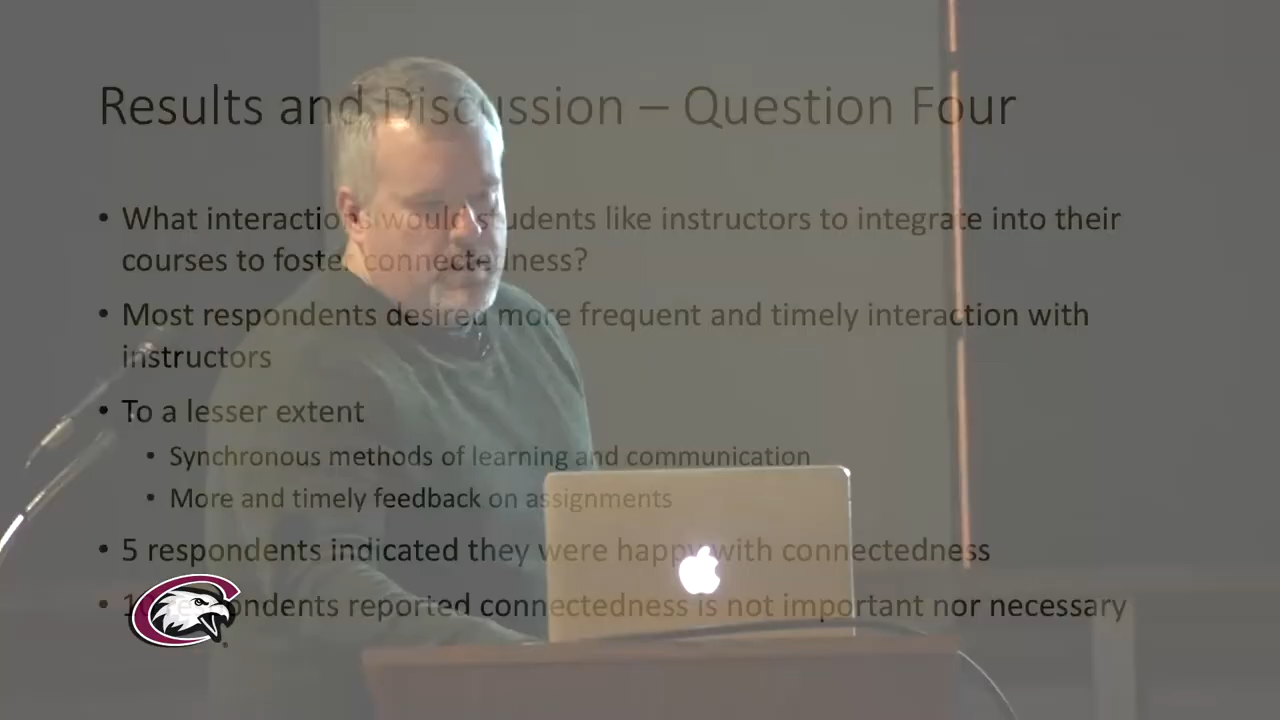 Results and Discussion – Question Four
• What interactions would students like instructors to integrate into their
courses to foster connectedness?
• Most respondents desired more frequent and timely interaction with
instructors
• To a lesser extent
• Synchronous methods of learning and communication
• More and timely feedback on assignments
• 5 respondents indicated they were happy with connectedness
• respondents reported connectedness is not important nor necessary